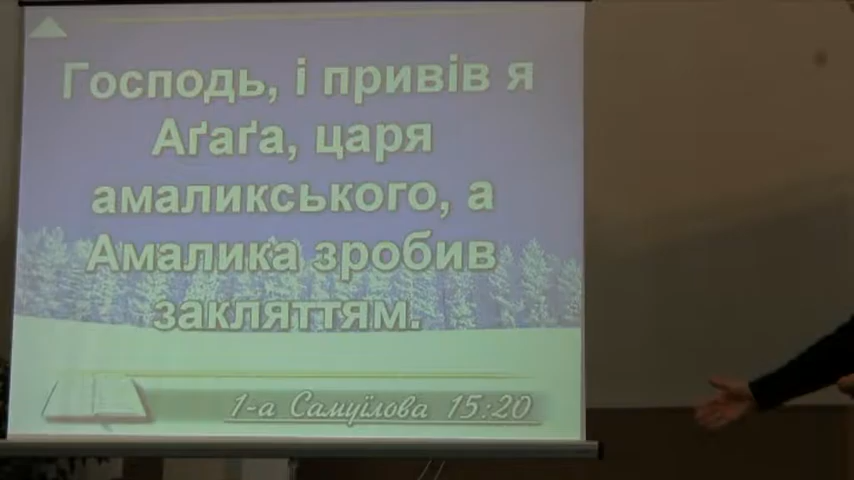 Господь, і привів я
Аґаґа, царя
амаликського, а
Амалика зробив
закляттям.
1-а Самуїлова 15:20